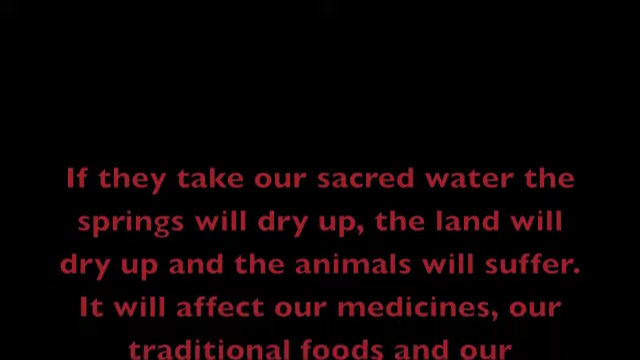 If they take our sacred water the
springs will dry up, the land will
dry up and the animals will suffer.
It will affect our medicines, our
traditional foods and our